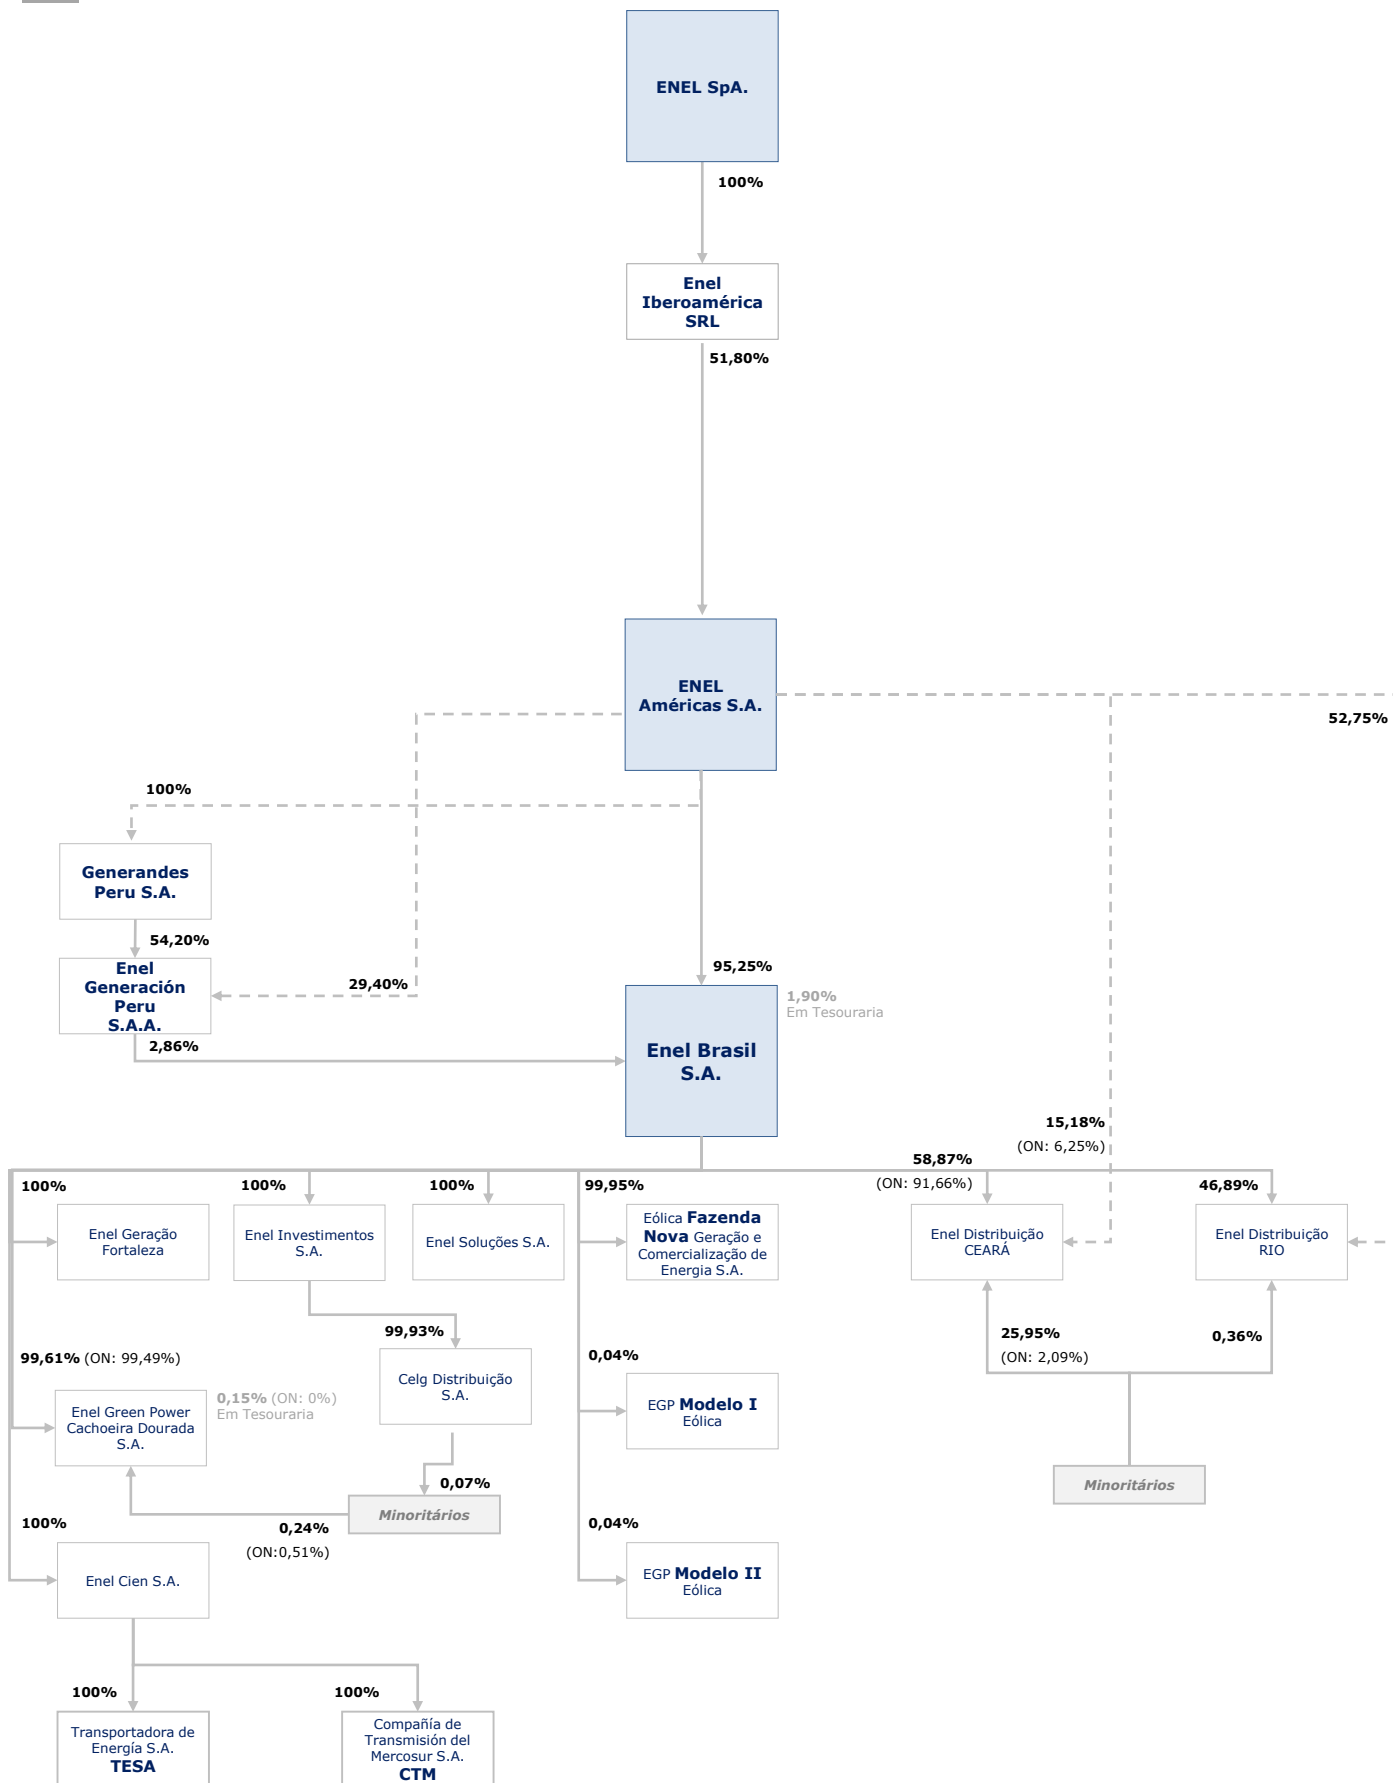 ENEL SpA.
100%
Enel
Iberoamérica
SRL
51,80%
ENEL
Américas S.A.
52,75%
100%
Generandes
Peru S.A.
54,20%
Enel
Generación
Peru
S.A.A.
29,40%
95,25%
1,90%
Em Tesouraria
2,86%
Enel Brasil
S.A.
15,18%
(ON: 6,25%)
58,87%
(ON: 91,66%)
100%
100%
100%
99,95%
46,89%
Enel Geração
Fortaleza
Enel Investimentos
S.A.
Enel Soluções S.A.
Eólica Fazenda
Nova Geração e
Comercialização de
Energia S.A.
Enel Distribuição
CEARÁ
Enel Distribuição
RIO
99,93%
25,95%
(ON: 2,09%)
0,36%
99,61% (ON: 99,49%)
0,04%
Celg Distribuição
S.A.
0,15% (ON: 0%)
Em Tesouraria
Enel Green Power
Cachoeira Dourada
S.A.
EGP Modelo I
Eólica
0,07%
Minoritários
Minoritários
100%
0,24%
(ON:0,51%)
0,04%
Enel Cien S.A.
EGP Modelo II
Eólica
100%
100%
Transportadora de
Energía S.A.
TESA
Compañía de
Transmisión del
Mercosur S.A.
CTM